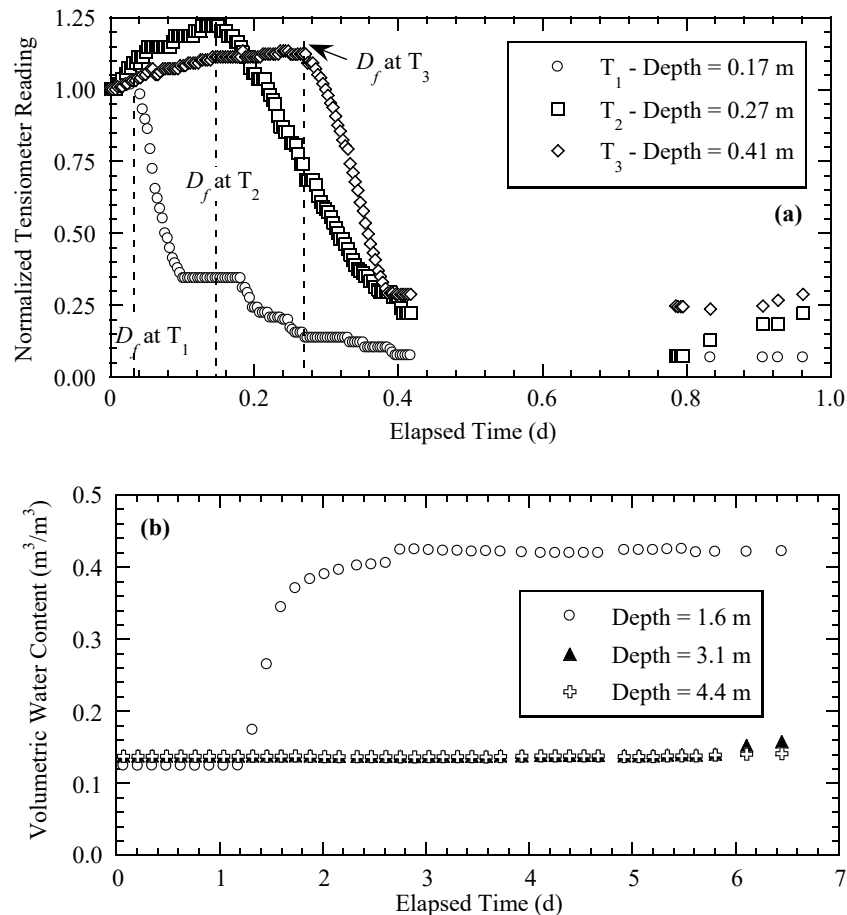 1.25
1.00
0.75
0.50
0.25
0.00
Normalized Tensiometer Reading
D_f at T_3
D_f at T_2
D_f at T_1
T_1 - Depth = 0.17 m
T_2 - Depth = 0.27 m
T_3 - Depth = 0.41 m
(a)
0 0.2 0.4 0.6 0.8 1.0
Elapsed Time (d)
0.5
0.4
0.3
0.2
0.1
0.0
Volumetric Water Content (m³/m³)
(b)
Depth = 1.6 m
Depth = 3.1 m
Depth = 4.4 m
0 1 2 3 4 5 6 7
Elapsed Time (d)